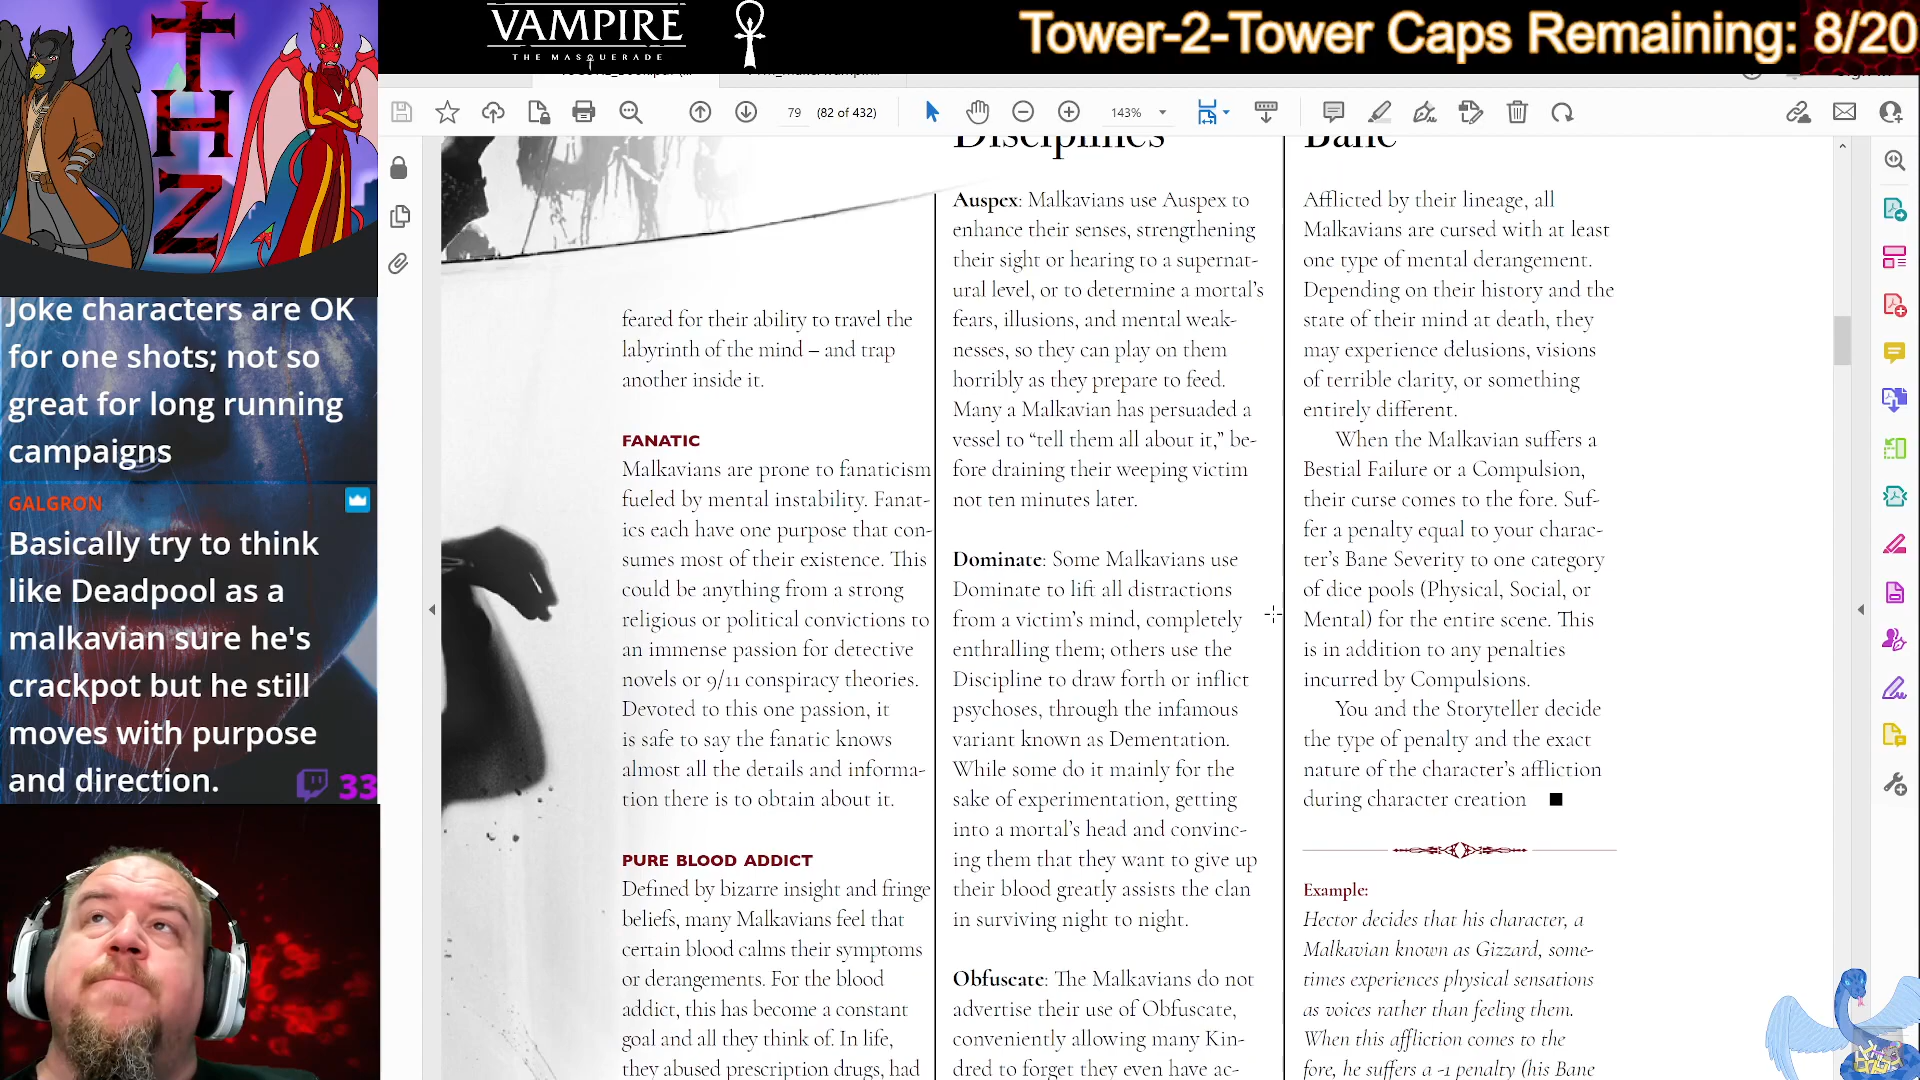 THZ
VAMPIRE
THE MASQUERADE
Tower-2-Tower Caps Remaining: 8/20
79 (82 of 432)
143%
Joke characters are OK
for one shots; not so
great for long running
campaigns
GALGRON
Basically try to think
like Deadpool as a
malkavian sure he's
crackpot but he still
moves with purpose
and direction.
33
feared for their ability to travel the
labyrinth of the mind – and trap
another inside it.
FANATIC
Malkavians are prone to fanaticism
fueled by mental instability. Fanat-
ics each have one purpose that con-
sumes most of their existence. This
could be anything from a strong
religious or political convictions to
an immense passion for detective
novels or 9/11 conspiracy theories.
Devoted to this one passion, it
is safe to say the fanatic knows
almost all the details and informa-
tion there is to obtain about it.
PURE BLOOD ADDICT
Defined by bizarre insight and fringe
beliefs, many Malkavians feel that
certain blood calms their symptoms
or derangements. For the blood
addict, this has become a constant
goal and all they think of. In life,
they abused prescription drugs, had
Disciplines
Auspex: Malkavians use Auspex to
enhance their senses, strengthening
their sight or hearing to a supernat-
ural level, or to determine a mortal's
fears, illusions, and mental weak-
nesses, so they can play on them
horribly as they prepare to feed.
Many a Malkavian has persuaded a
vessel to “tell them all about it,” be-
fore draining their weeping victim
not ten minutes later.
Dominate: Some Malkavians use
Dominate to lift all distractions
from a victim's mind, completely
enthralling them; others use the
Discipline to draw forth or inflict
psychoses, through the infamous
variant known as Dementation.
While some do it mainly for the
sake of experimentation, getting
into a mortal's head and convinc-
ing them that they want to give up
their blood greatly assists the clan
in surviving night to night.
Obfuscate: The Malkavians do not
advertise their use of Obfuscate,
conveniently allowing many Kin-
dred to forget they even have ac-
Bane
Afflicted by their lineage, all
Malkavians are cursed with at least
one type of mental derangement.
Depending on their history and the
state of their mind at death, they
may experience delusions, visions
of terrible clarity, or something
entirely different.
When the Malkavian suffers a
Bestial Failure or a Compulsion,
their curse comes to the fore. Suf-
fer a penalty equal to your charac-
ter's Bane Severity to one category
of dice pools (Physical, Social, or
Mental) for the entire scene. This
is in addition to any penalties
incurred by Compulsions.
You and the Storyteller decide
the type of penalty and the exact
nature of the character's affliction
during character creation
Example:
Hector decides that his character, a
Malkavian known as Gizzard, some-
times experiences physical sensations
as voices rather than feeling them.
When this affliction comes to the
fore, he suffers a -1 penalty (his Bane